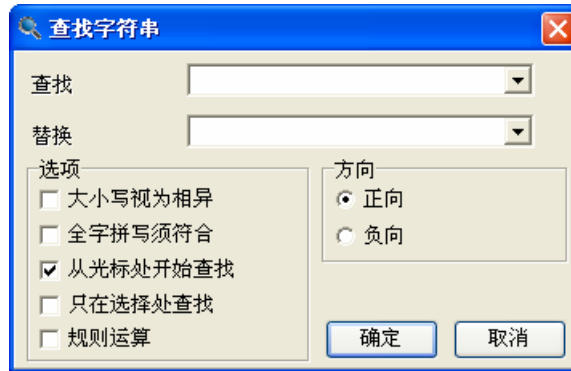 查找字符串
查找
替换
选项
大小写视为相异
全字拼写须符合
从光标处开始查找
只在选择处查找
规则运算
方向
正向
负向
确定
取消